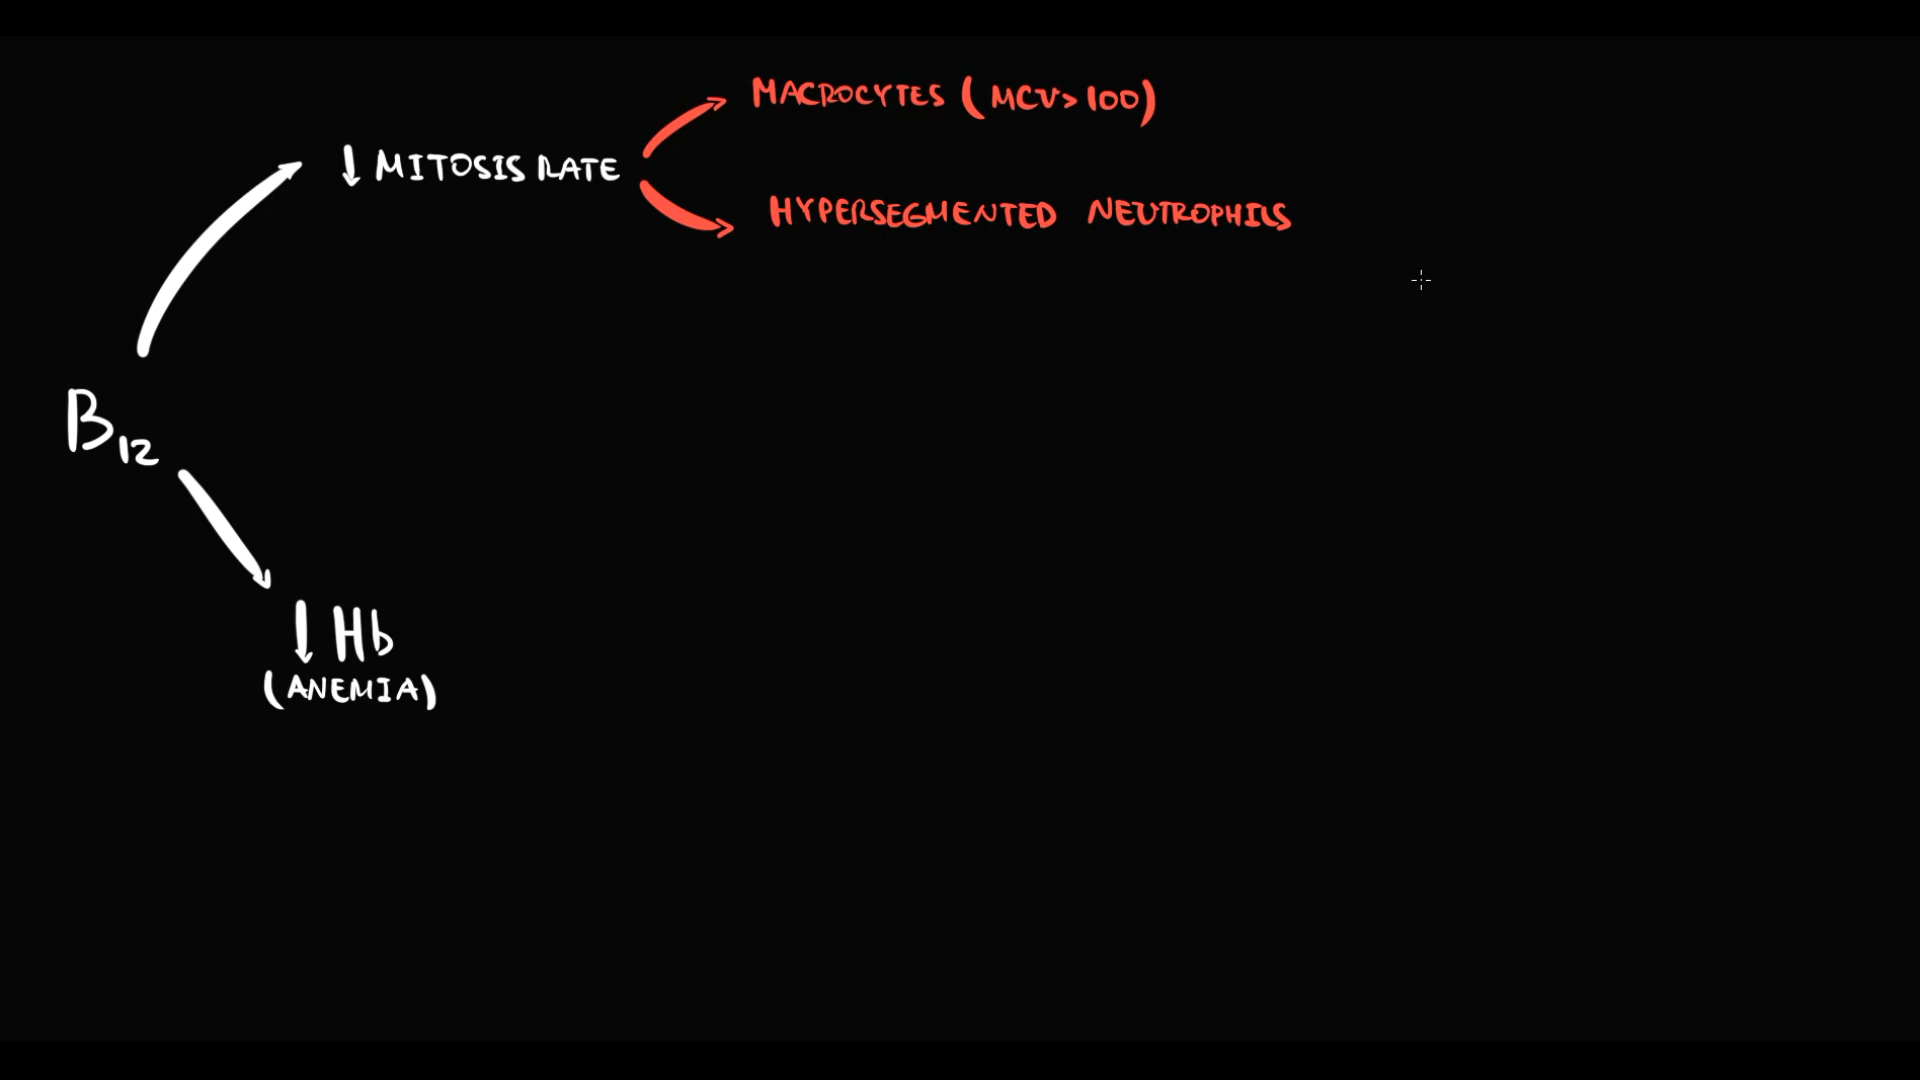 MACROCYTES (MCV>100)
↓ MITOSIS RATE
HYPERSEGMENTED NEUTROPHILS
B12
↓ Hb
(ANEMIA)